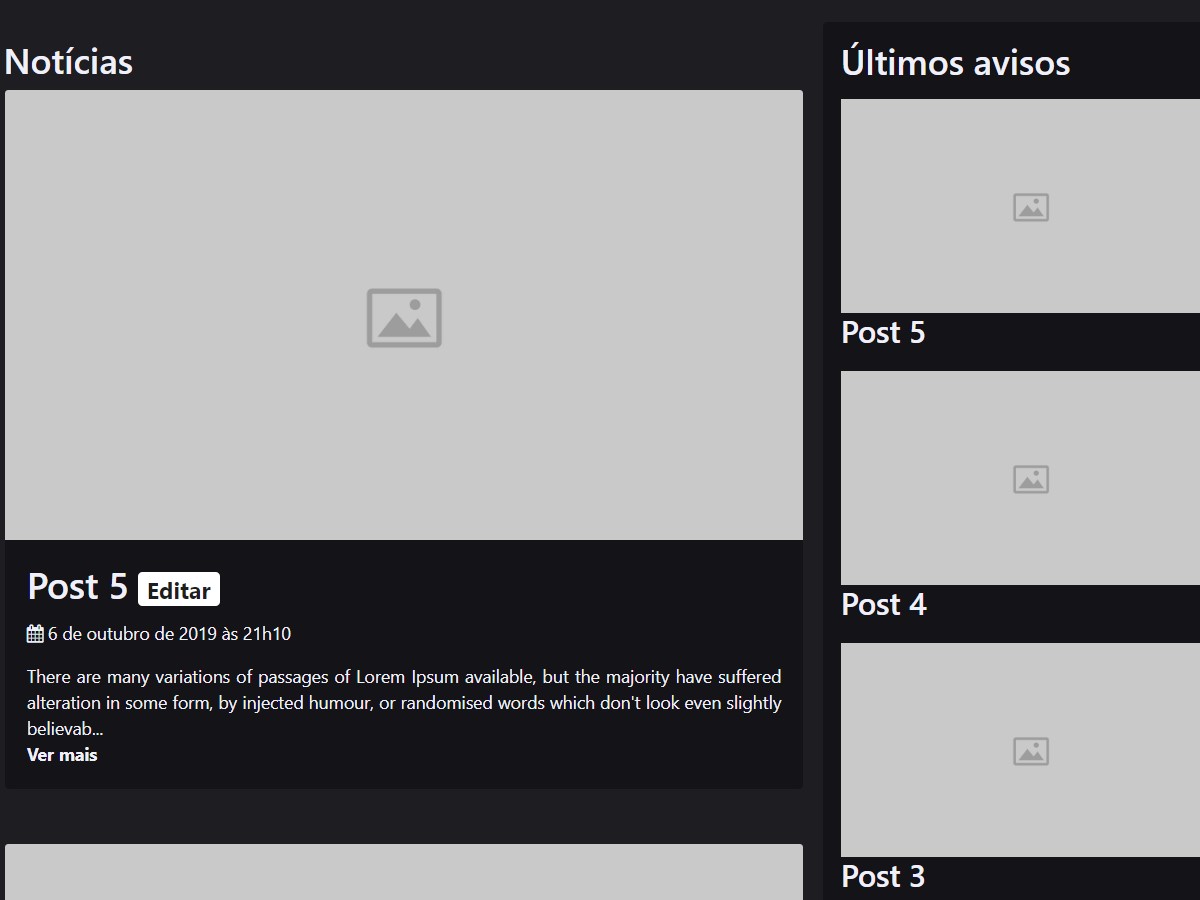 Notícias
Post 5 Editar
6 de outubro de 2019 às 21h10
There are many variations of passages of Lorem Ipsum available, but the majority have suffered
alteration in some form, by injected humour, or randomised words which don't look even slightly
believab...
Ver mais
Últimos avisos
Post 5
Post 4
Post 3